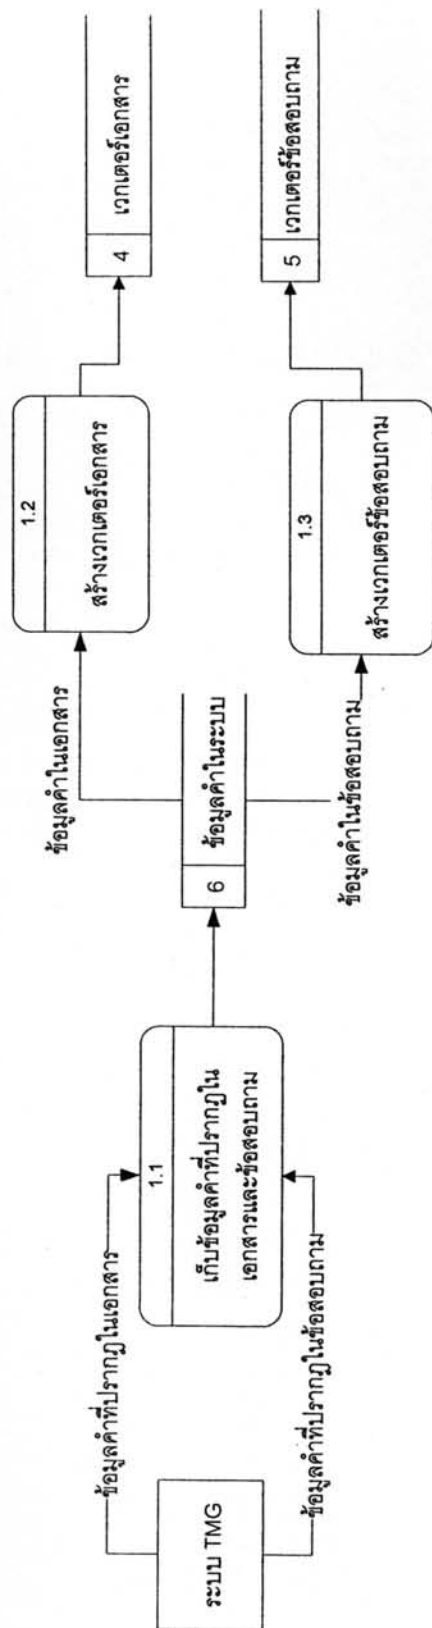 ระบบ TMG
ข้อมูลคำที่ปรากฏในเอกสาร
ข้อมูลคำที่ปรากฏในข้อสอบถาม
1.1
เก็บข้อมูลคำที่ปรากฏใน
เอกสารและข้อสอบถาม
6
ข้อมูลคำในระบบ
ข้อมูลคำในเอกสาร
ข้อมูลคำในข้อสอบถาม
1.2
สร้างเวกเตอร์เอกสาร
1.3
สร้างเวกเตอร์ข้อสอบถาม
4
เวกเตอร์เอกสาร
5
เวกเตอร์ข้อสอบถาม